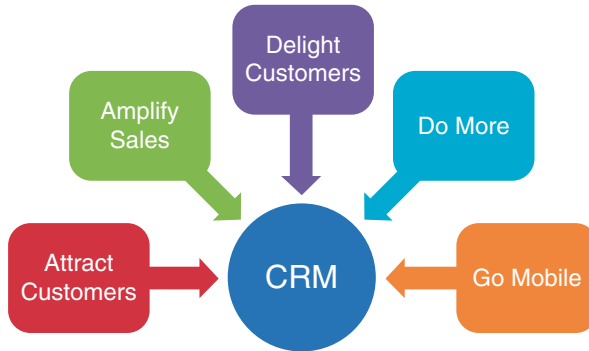 Delight
Customers
Amplify
Sales
Do More
Attract
Customers
CRM
Go Mobile